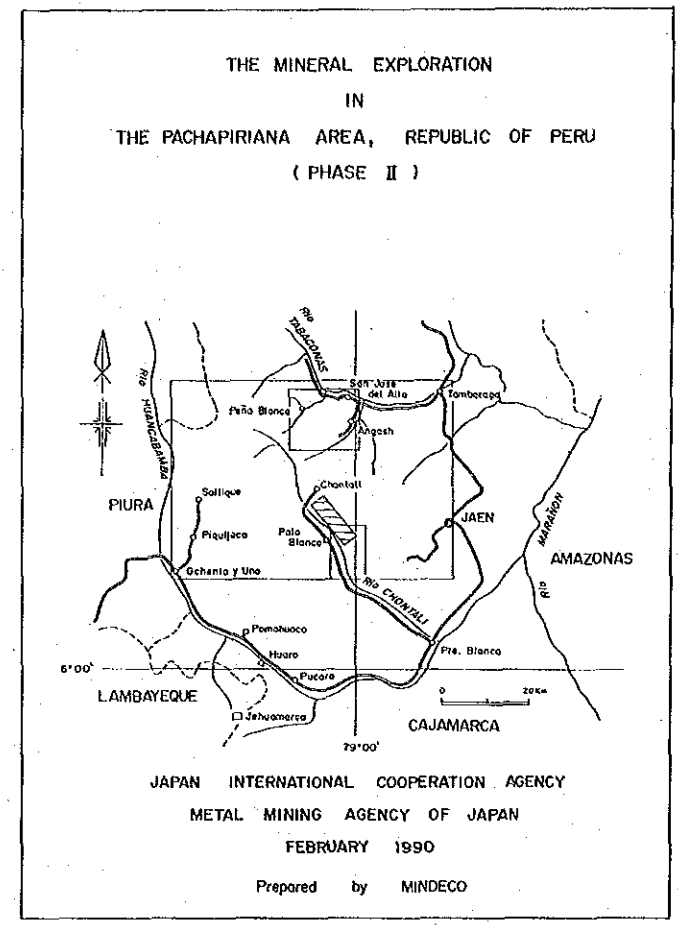 THE MINERAL EXPLORATION
IN
THE PACHAPIRIANA AREA, REPUBLIC OF PERU
( PHASE II )
Rio TABACONAS
Rio HUANCABAMBA
San Jose del Alto
Tamboraga
Peña Blanca
Angash
Chontali
PIURA
Sallique
JAEN
Piquijaca
Palo Blanco
Rio MARAÑON
AMAZONAS
Ochenta y Uno
Rio CHONTALI
Pomahuaca
Pte. Blanco
Huaro
6°00'
Pucara
LAMBAYEQUE
0 20Km
Jehuamarca
CAJAMARCA
79°00'
JAPAN INTERNATIONAL COOPERATION AGENCY
METAL MINING AGENCY OF JAPAN
FEBRUARY 1990
Prepared by MINDECO